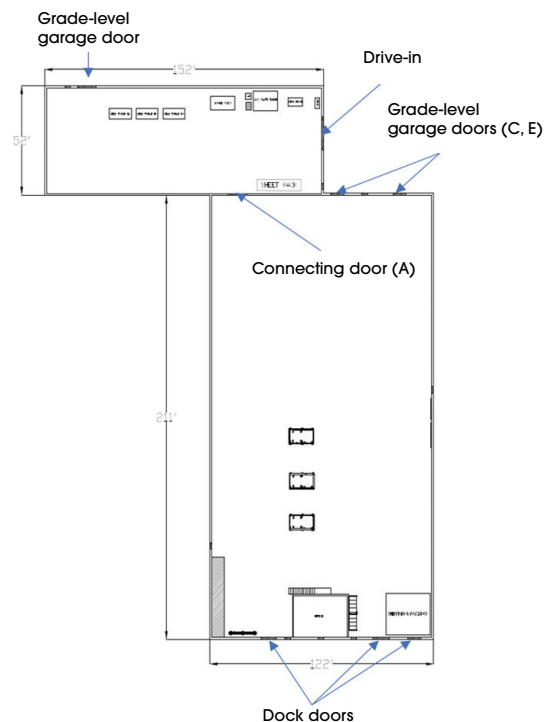 Grade-level
garage door
152'
Drive-in
Grade-level
garage doors (C, E)
52'
SHEET RACK
Connecting door (A)
211'
OFFICE
122'
Dock doors